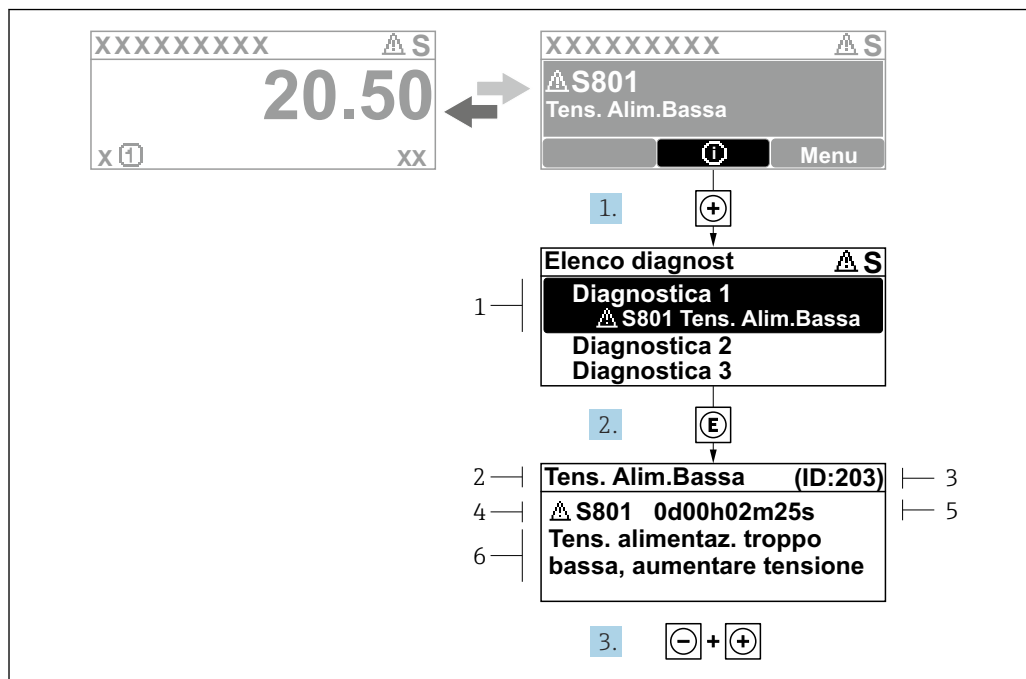 XXXXXXXXX ⚠ S
20.50
x ① xx
XXXXXXXXX ⚠ S
⚠ S801
Tens. Alim.Bassa
ⓘ Menu
1. +
Elenco diagnost ⚠ S
1
Diagnostica 1
⚠ S801 Tens. Alim.Bassa
Diagnostica 2
Diagnostica 3
2. E
2 Tens. Alim.Bassa (ID:203) 3
4 ⚠ S801 0d00h02m25s 5
6
Tens. alimentaz. troppo
bassa, aumentare tensione
3. − + +